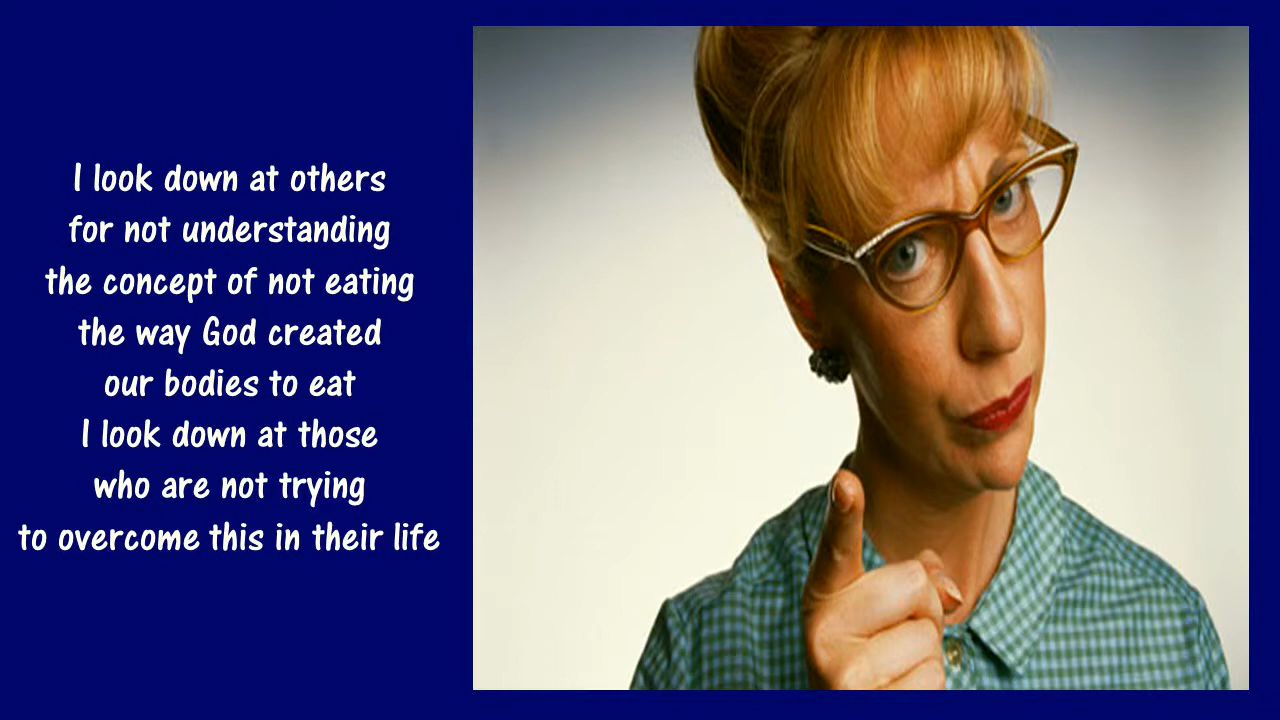 I look down at others
for not understanding
the concept of not eating
the way God created
our bodies to eat
I look down at those
who are not trying
to overcome this in their life